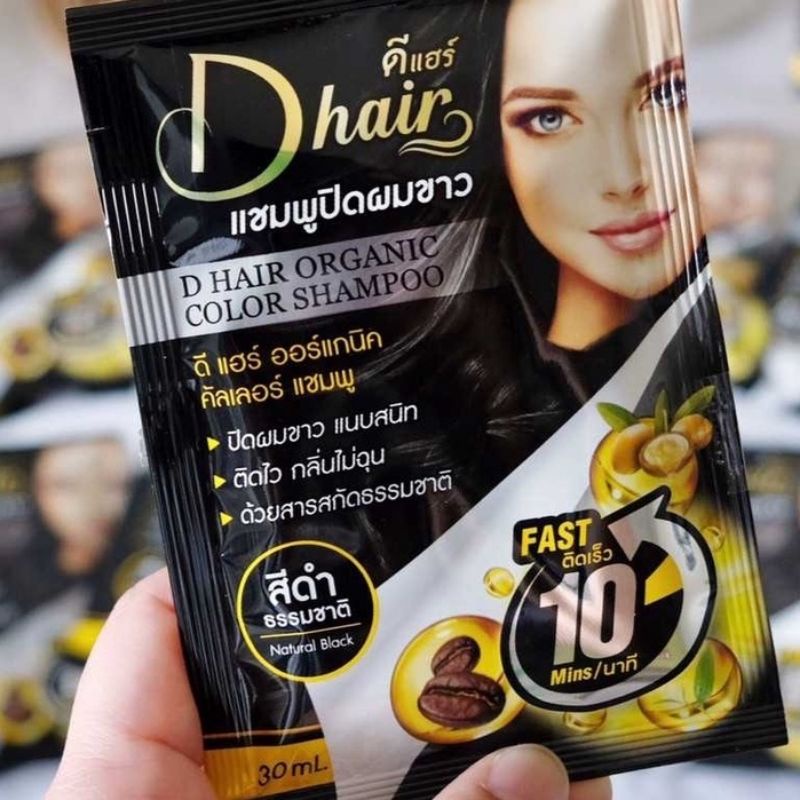 ดีแฮร์
Dhair
แชมพูปิดผมขาว
D HAIR ORGANIC
COLOR SHAMPOO
ดี แฮร์ ออร์แกนิค
คัลเลอร์ แชมพู
ปิดผมขาว แนบสนิท
ติดไว กลิ่นไม่ฉุน
ด้วยสารสกัดธรรมชาติ
สีดำ
ธรรมชาติ
Natural Black
FAST
ติดเร็ว
10
Mins/นาที
30 mL.